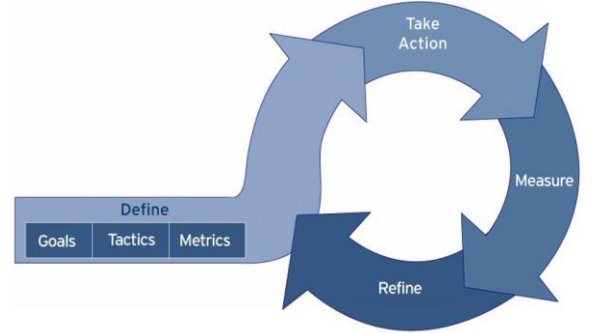 Take
Action
Measure
Refine
Define
Goals Tactics Metrics